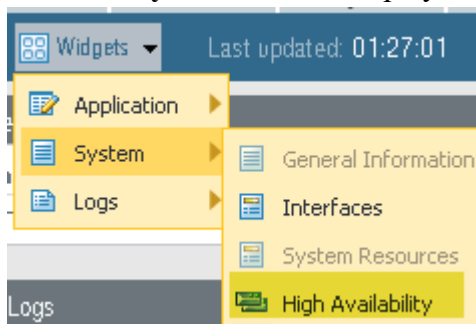 Widgets Last updated: 01:27:01
Application
System
General Information
Logs
Interfaces
System Resources
Logs
High Availability